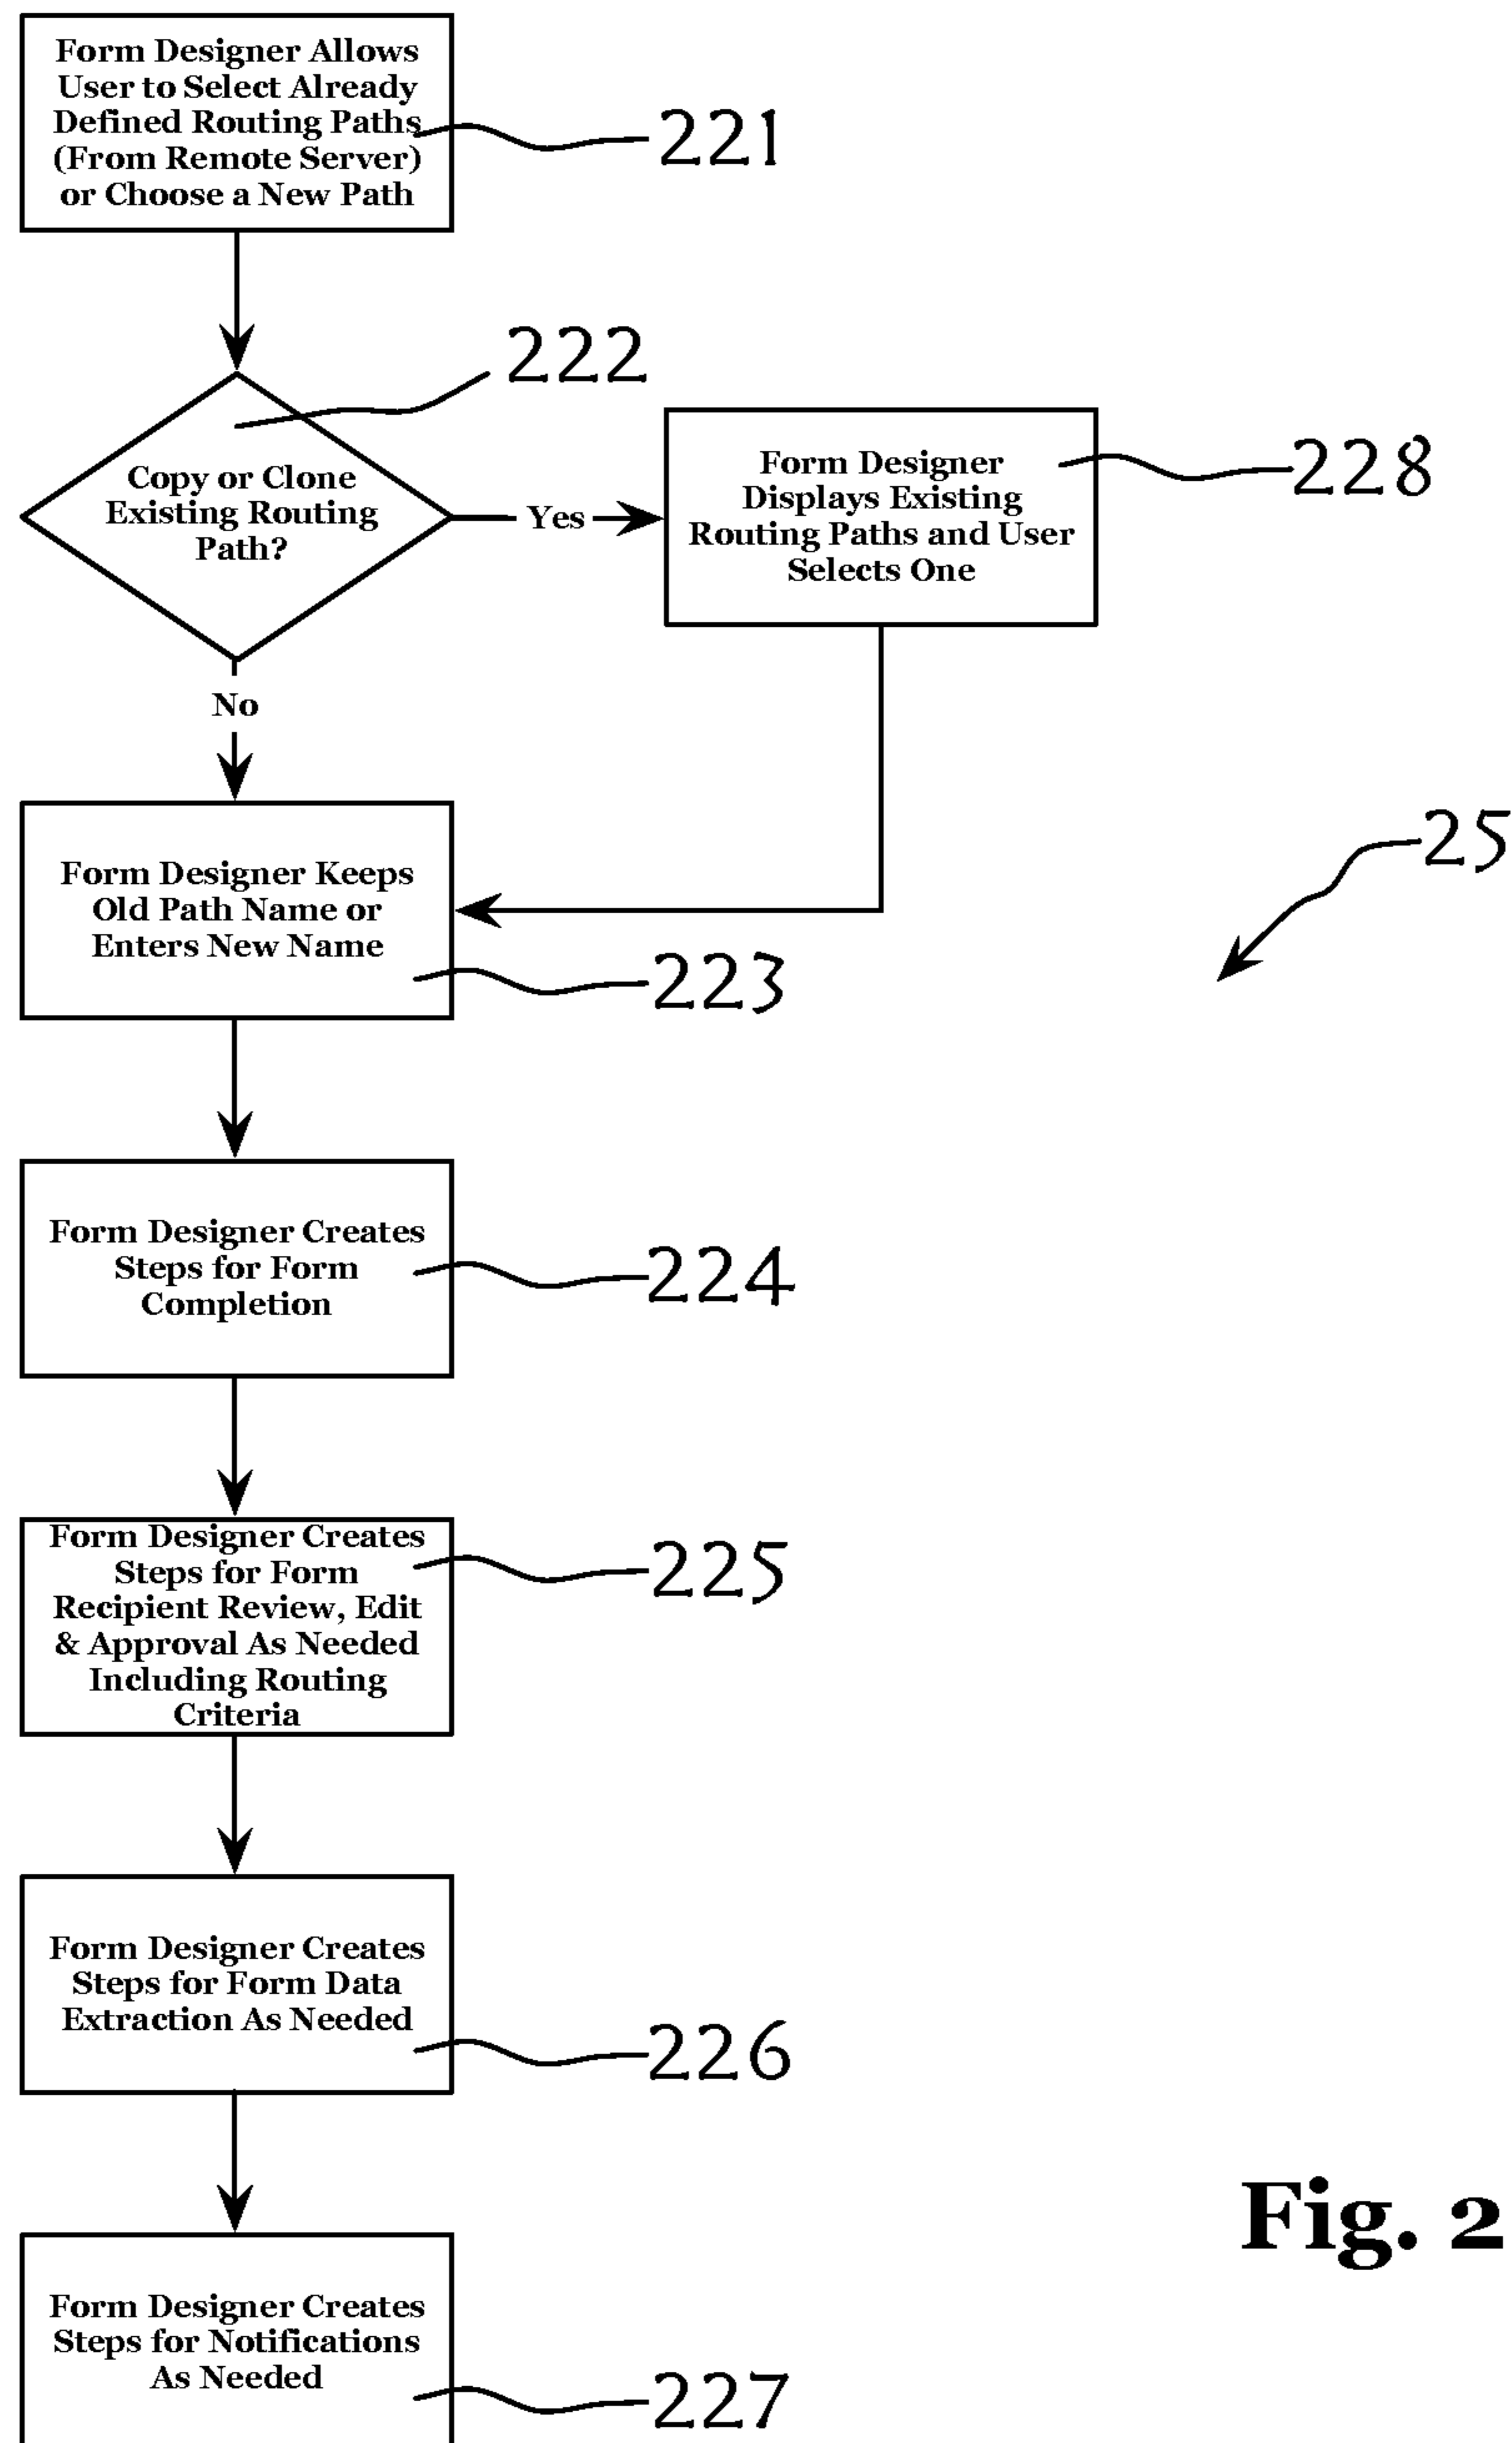 Form Designer Allows
User to Select Already
Defined Routing Paths
(From Remote Server)
or Choose a New Path
221
222
Copy or Clone
Existing Routing
Path?
Yes
Form Designer
Displays Existing
Routing Paths and User
Selects One
228
No
Form Designer Keeps
Old Path Name or
Enters New Name
223
25
Form Designer Creates
Steps for Form
Completion
224
Form Designer Creates
Steps for Form
Recipient Review, Edit
& Approval As Needed
Including Routing
Criteria
225
Form Designer Creates
Steps for Form Data
Extraction As Needed
226
Form Designer Creates
Steps for Notifications
As Needed
227
Fig. 2